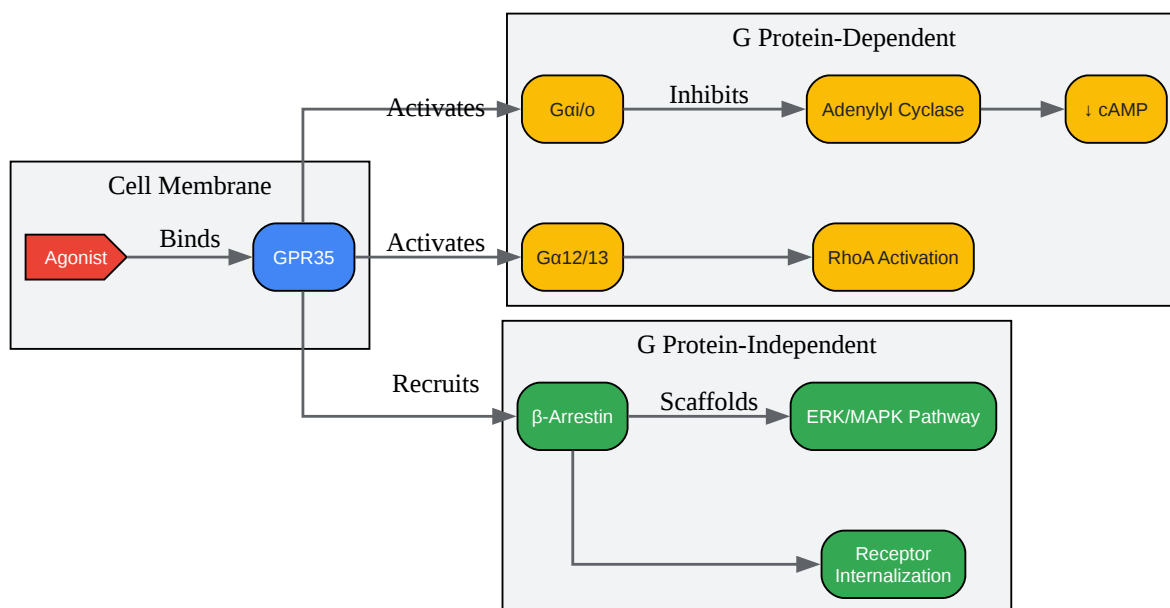 G Protein-Dependent
Activates
Gαi/o
Inhibits
Adenylyl Cyclase
↓ cAMP
Cell Membrane
Agonist
Binds
GPR35
Activates
Gα12/13
RhoA Activation
G Protein-Independent
Recruits
β-Arrestin
Scaffolds
ERK/MAPK Pathway
Receptor
Internalization